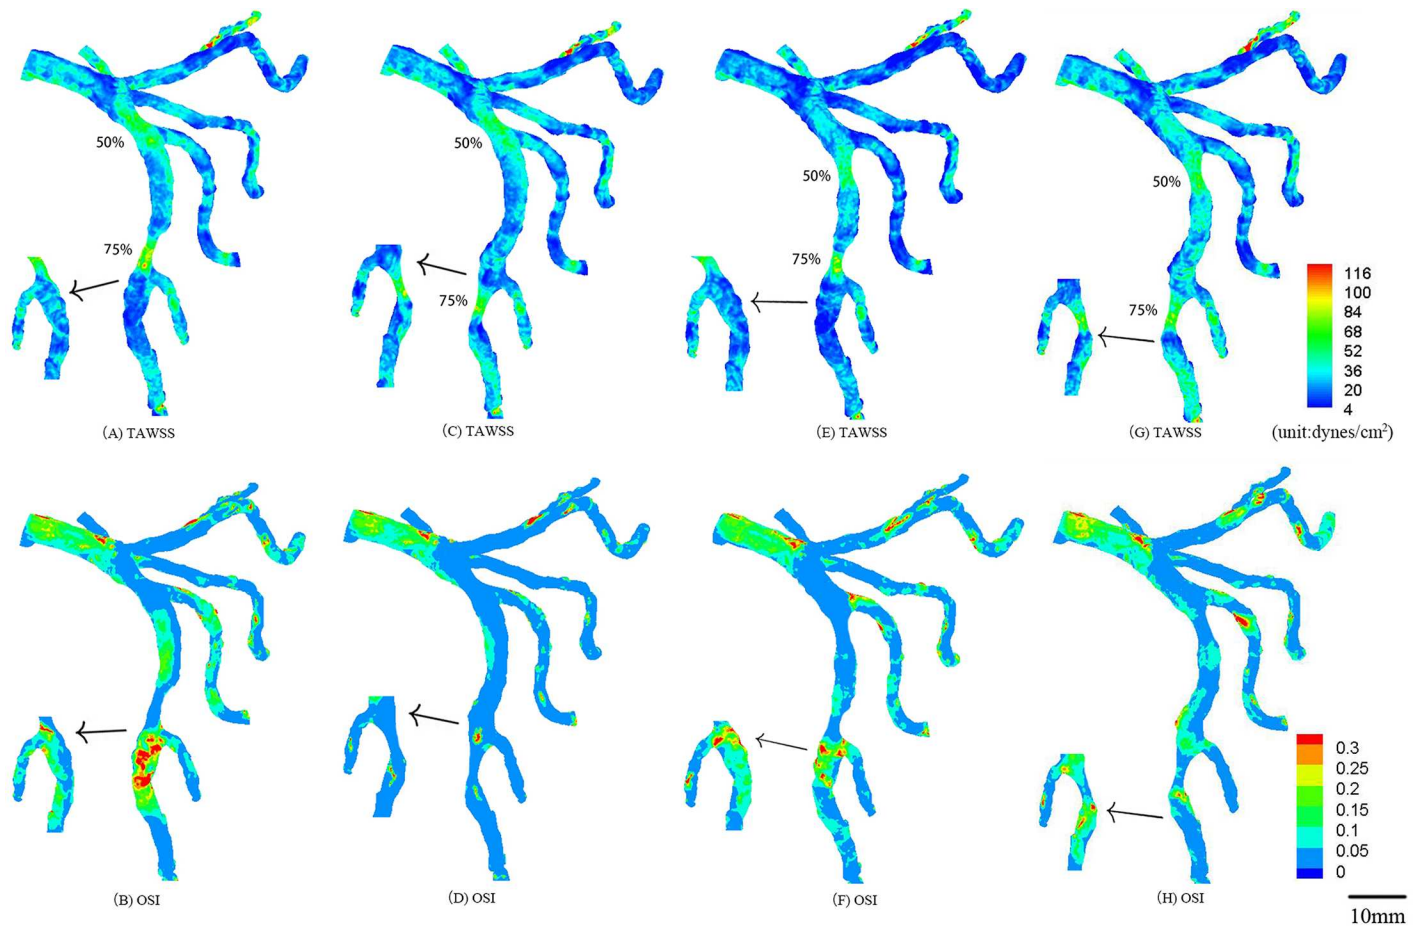 50%
50%
50%
50%
75%
75%
75%
75%
116
100
84
68
52
36
20
4
(A) TAWSS
(C) TAWSS
(E) TAWSS
(G) TAWSS
(unit:dynes/cm²)
0.3
0.25
0.2
0.15
0.1
0.05
0
(B) OSI
(D) OSI
(F) OSI
(H) OSI
10mm